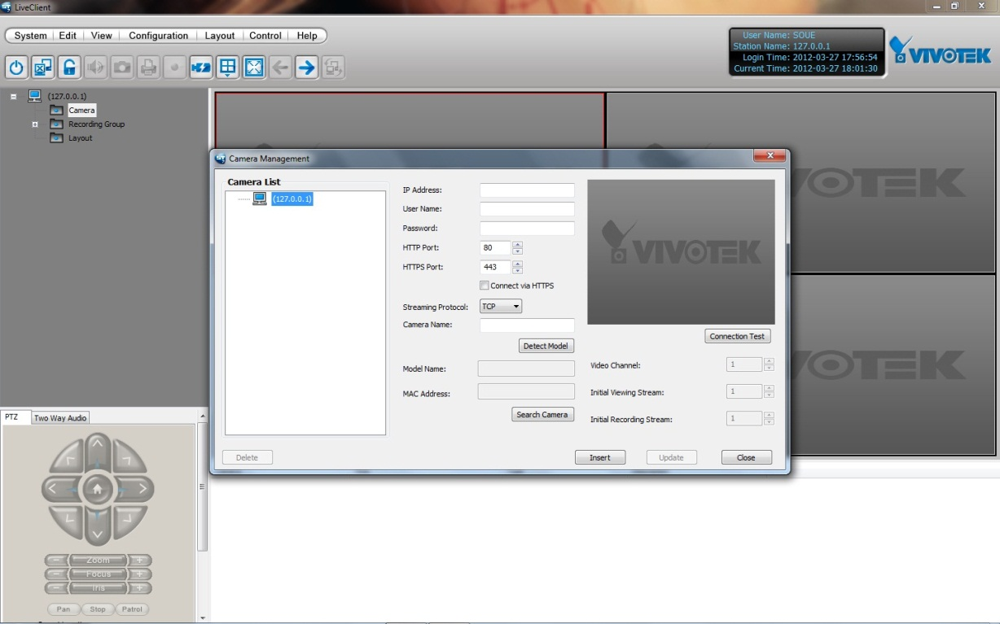 LiveClient
System Edit View Configuration Layout Control Help
User Name: SOUE
Station Name: 127.0.0.1
Login Time: 2012-03-27 17:56:54
Current Time: 2012-03-27 18:01:30
VIVOTEK
(127.0.0.1)
Camera
Recording Group
Layout
Camera Management
Camera List
(127.0.0.1)
IP Address:
User Name:
Password:
HTTP Port: 80
HTTPS Port: 443
Connect via HTTPS
Streaming Protocol: TCP
Camera Name:
Detect Model
Model Name:
MAC Address:
Search Camera
VIVOTEK
Connection Test
Video Channel: 1
Initial Viewing Stream: 1
Initial Recording Stream: 1
Delete Insert Update Close
VOTEK
VOTEK
PTZ Two Way Audio
Zoom
Focus
Iris
Pan Stop Patrol